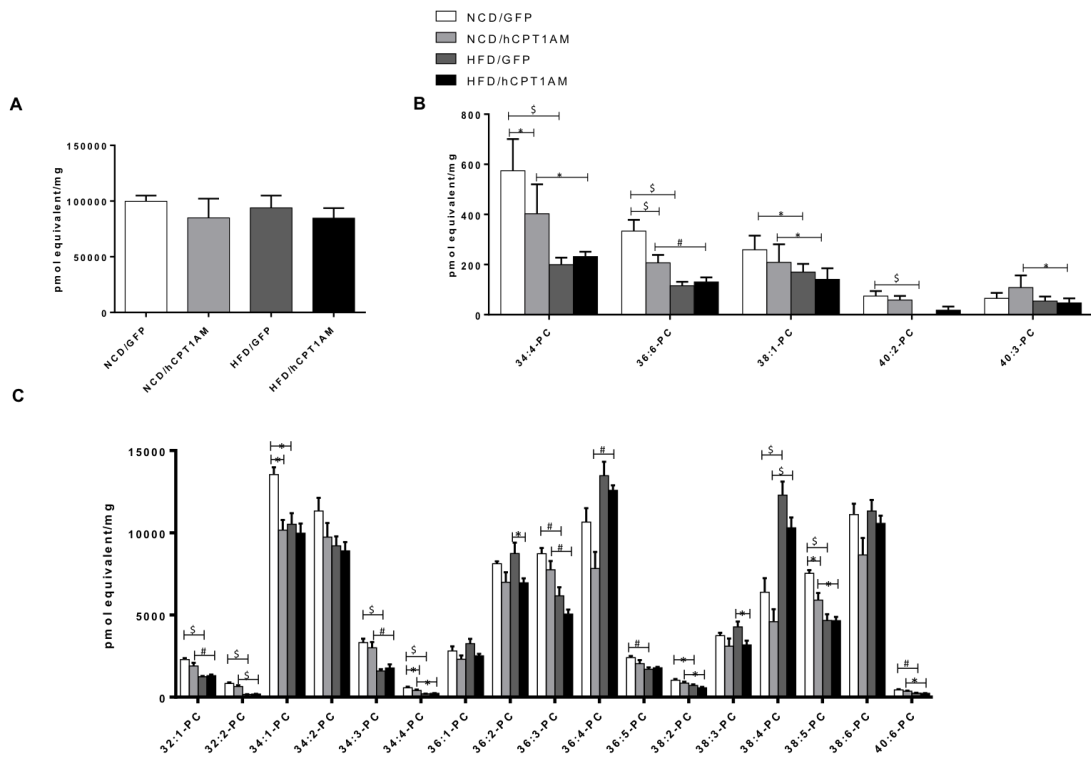 NCD/GFP
NCD/hCPT1AM
HFD/GFP
HFD/hCPT1AM
A
pmol equivalent/mg
150000
100000
50000
0
NCD/GFP
NCD/hCPT1AM
HFD/GFP
HFD/hCPT1AM
B
pmol equivalent/mg
800
600
400
200
0
$
*
*
$
$
#
*
*
$
*
34:4-PC
36:6-PC
38:1-PC
40:2-PC
40:3-PC
C
pmol equivalent/mg
15000
10000
5000
0
$
#
$
$
*
*
$
#
$
*
*
*
#
#
#
#
*
*
*
$
$
$
*
*
#
*
32:1-PC
32:2-PC
34:1-PC
34:2-PC
34:3-PC
34:4-PC
36:1-PC
36:2-PC
36:3-PC
36:4-PC
36:5-PC
38:2-PC
38:3-PC
38:4-PC
38:5-PC
38:6-PC
40:6-PC